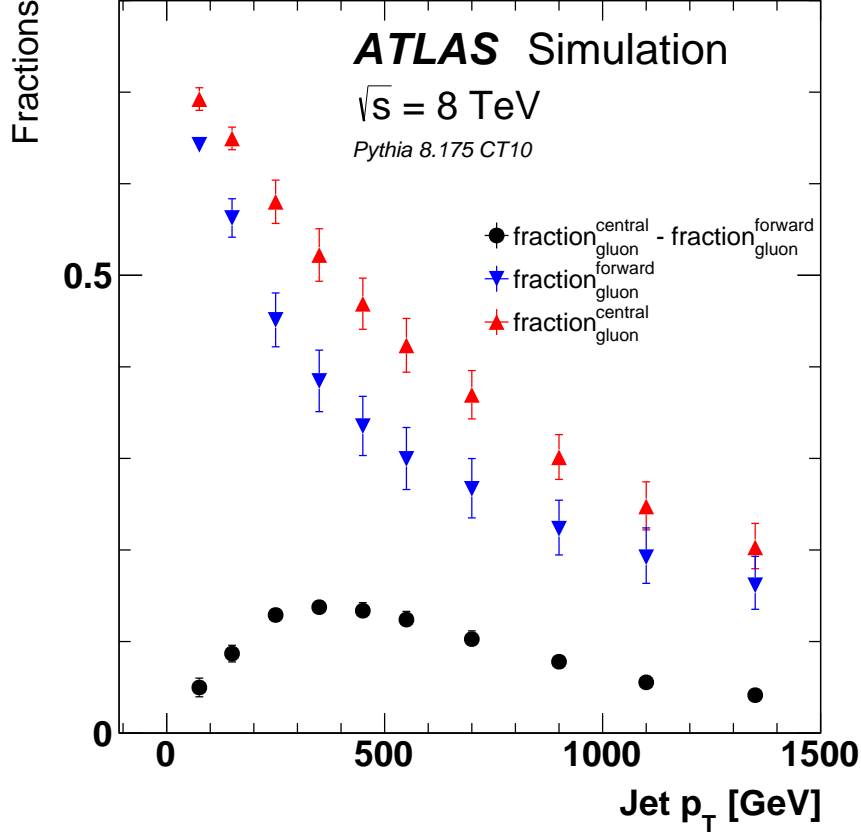 Fractions
ATLAS Simulation
√s = 8 TeV
Pythia 8.175 CT10
fraction^central_gluon - fraction^forward_gluon
fraction^forward_gluon
fraction^central_gluon
0.5
0
0 500 1000 1500
Jet p_T [GeV]